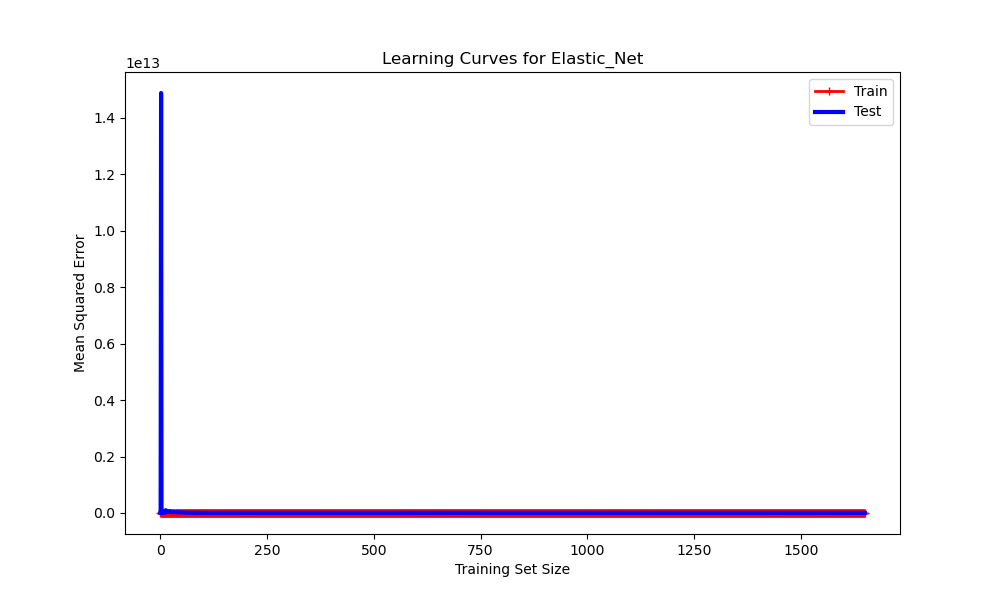 Learning Curves for Elastic_Net
1e13
Train
Test
1.4
1.2
1.0
0.8
0.6
0.4
0.2
0.0
Mean Squared Error
0 250 500 750 1000 1250 1500
Training Set Size